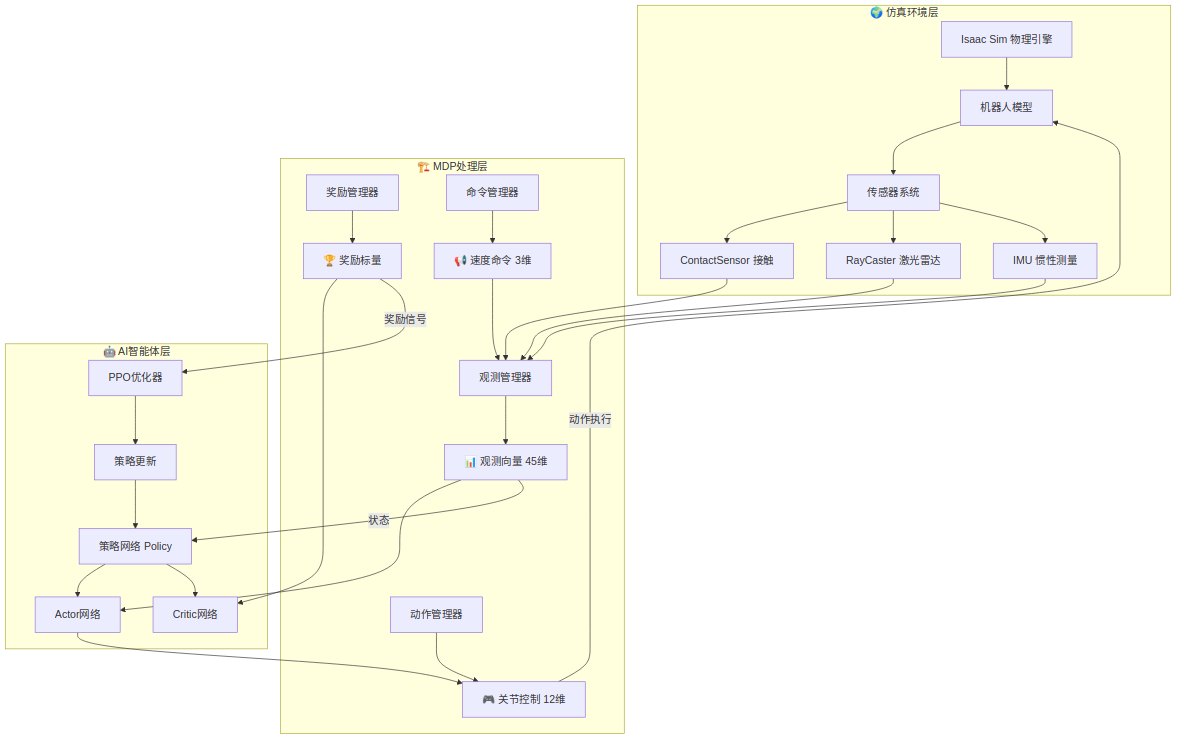 🌍 仿真环境层
Isaac Sim 物理引擎
机器人模型
传感器系统
ContactSensor 接触
RayCaster 激光雷达
IMU 惯性测量
🏗️ MDP处理层
奖励管理器
命令管理器
🏆 奖励标量
📢 速度命令 3维
奖励信号
观测管理器
动作执行
📊 观测向量 45维
状态
动作管理器
🎮 关节控制 12维
🤖 AI智能体层
PPO优化器
策略更新
策略网络 Policy
Actor网络
Critic网络